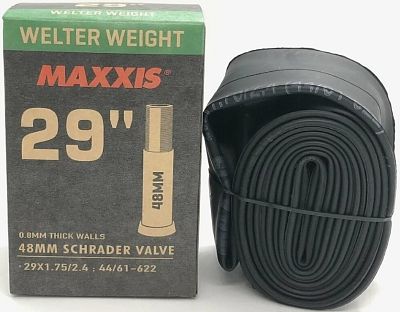 WELTER WEIGHT
MAXXIS®
29"
48MM
0.8MM THICK WALLS
48MM SCHRADER VALVE
29X1.75/2.4 : 44/61-622